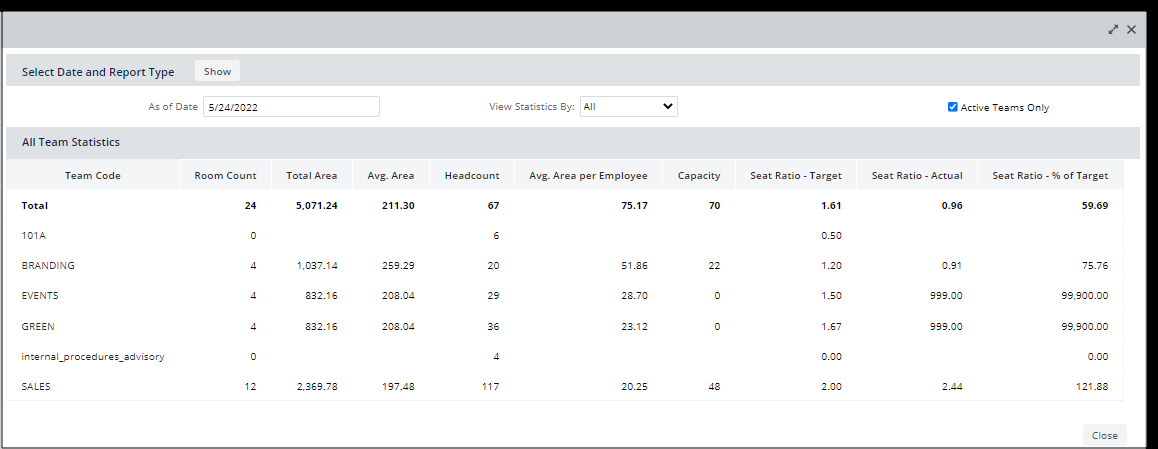 Select Date and Report Type Show
As of Date 5/24/2022 View Statistics By: All Active Teams Only
All Team Statistics
Team Code Room Count Total Area Avg. Area Headcount Avg. Area per Employee Capacity Seat Ratio - Target Seat Ratio - Actual Seat Ratio - % of Target
Total 24 5,071.24 211.30 67 75.17 70 1.61 0.96 59.69
101A 0 6 0.50
BRANDING 4 1,037.14 259.29 20 51.86 22 1.20 0.91 75.76
EVENTS 4 832.16 208.04 29 28.70 0 1.50 999.00 99,900.00
GREEN 4 832.16 208.04 36 23.12 0 1.67 999.00 99,900.00
internal_procedures_advisory 0 4 0.00 0.00
SALES 12 2,369.78 197.48 117 20.25 48 2.00 2.44 121.88
Close